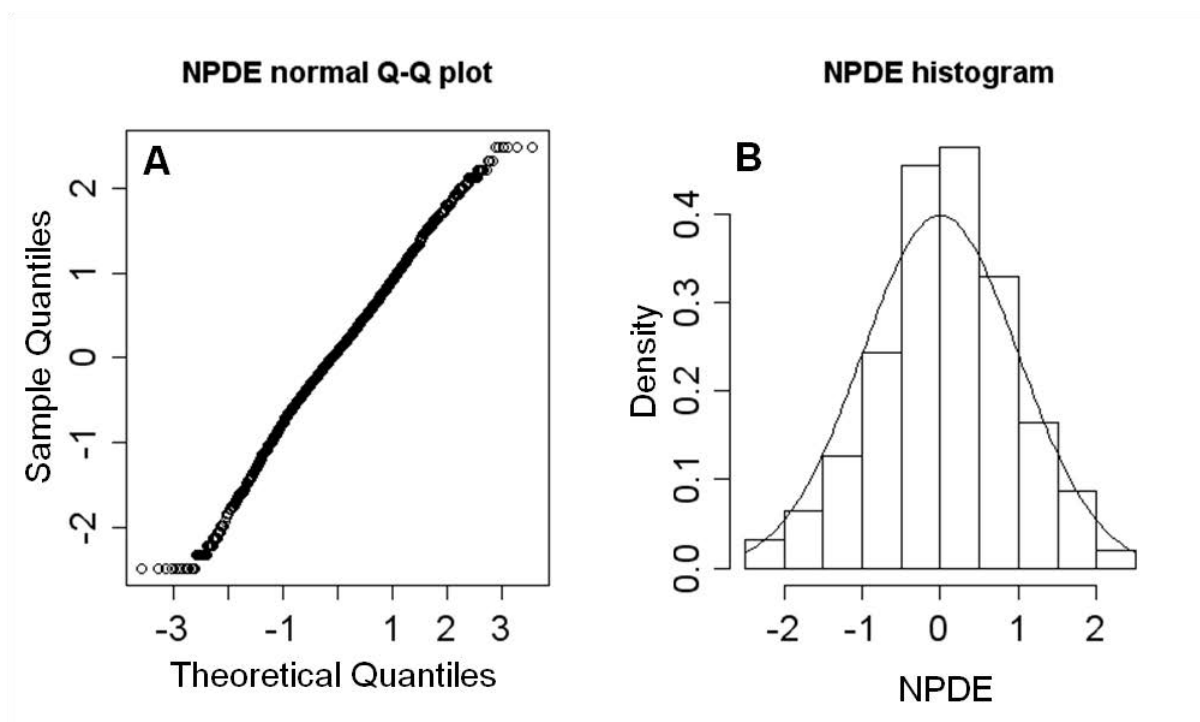 NPDE normal Q-Q plot
A
Sample Quantiles
2
1
0
-1
-2
-3 -1 1 2 3
Theoretical Quantiles
NPDE histogram
B
Density
0.4
0.3
0.2
0.1
0.0
-2 -1 0 1 2
NPDE